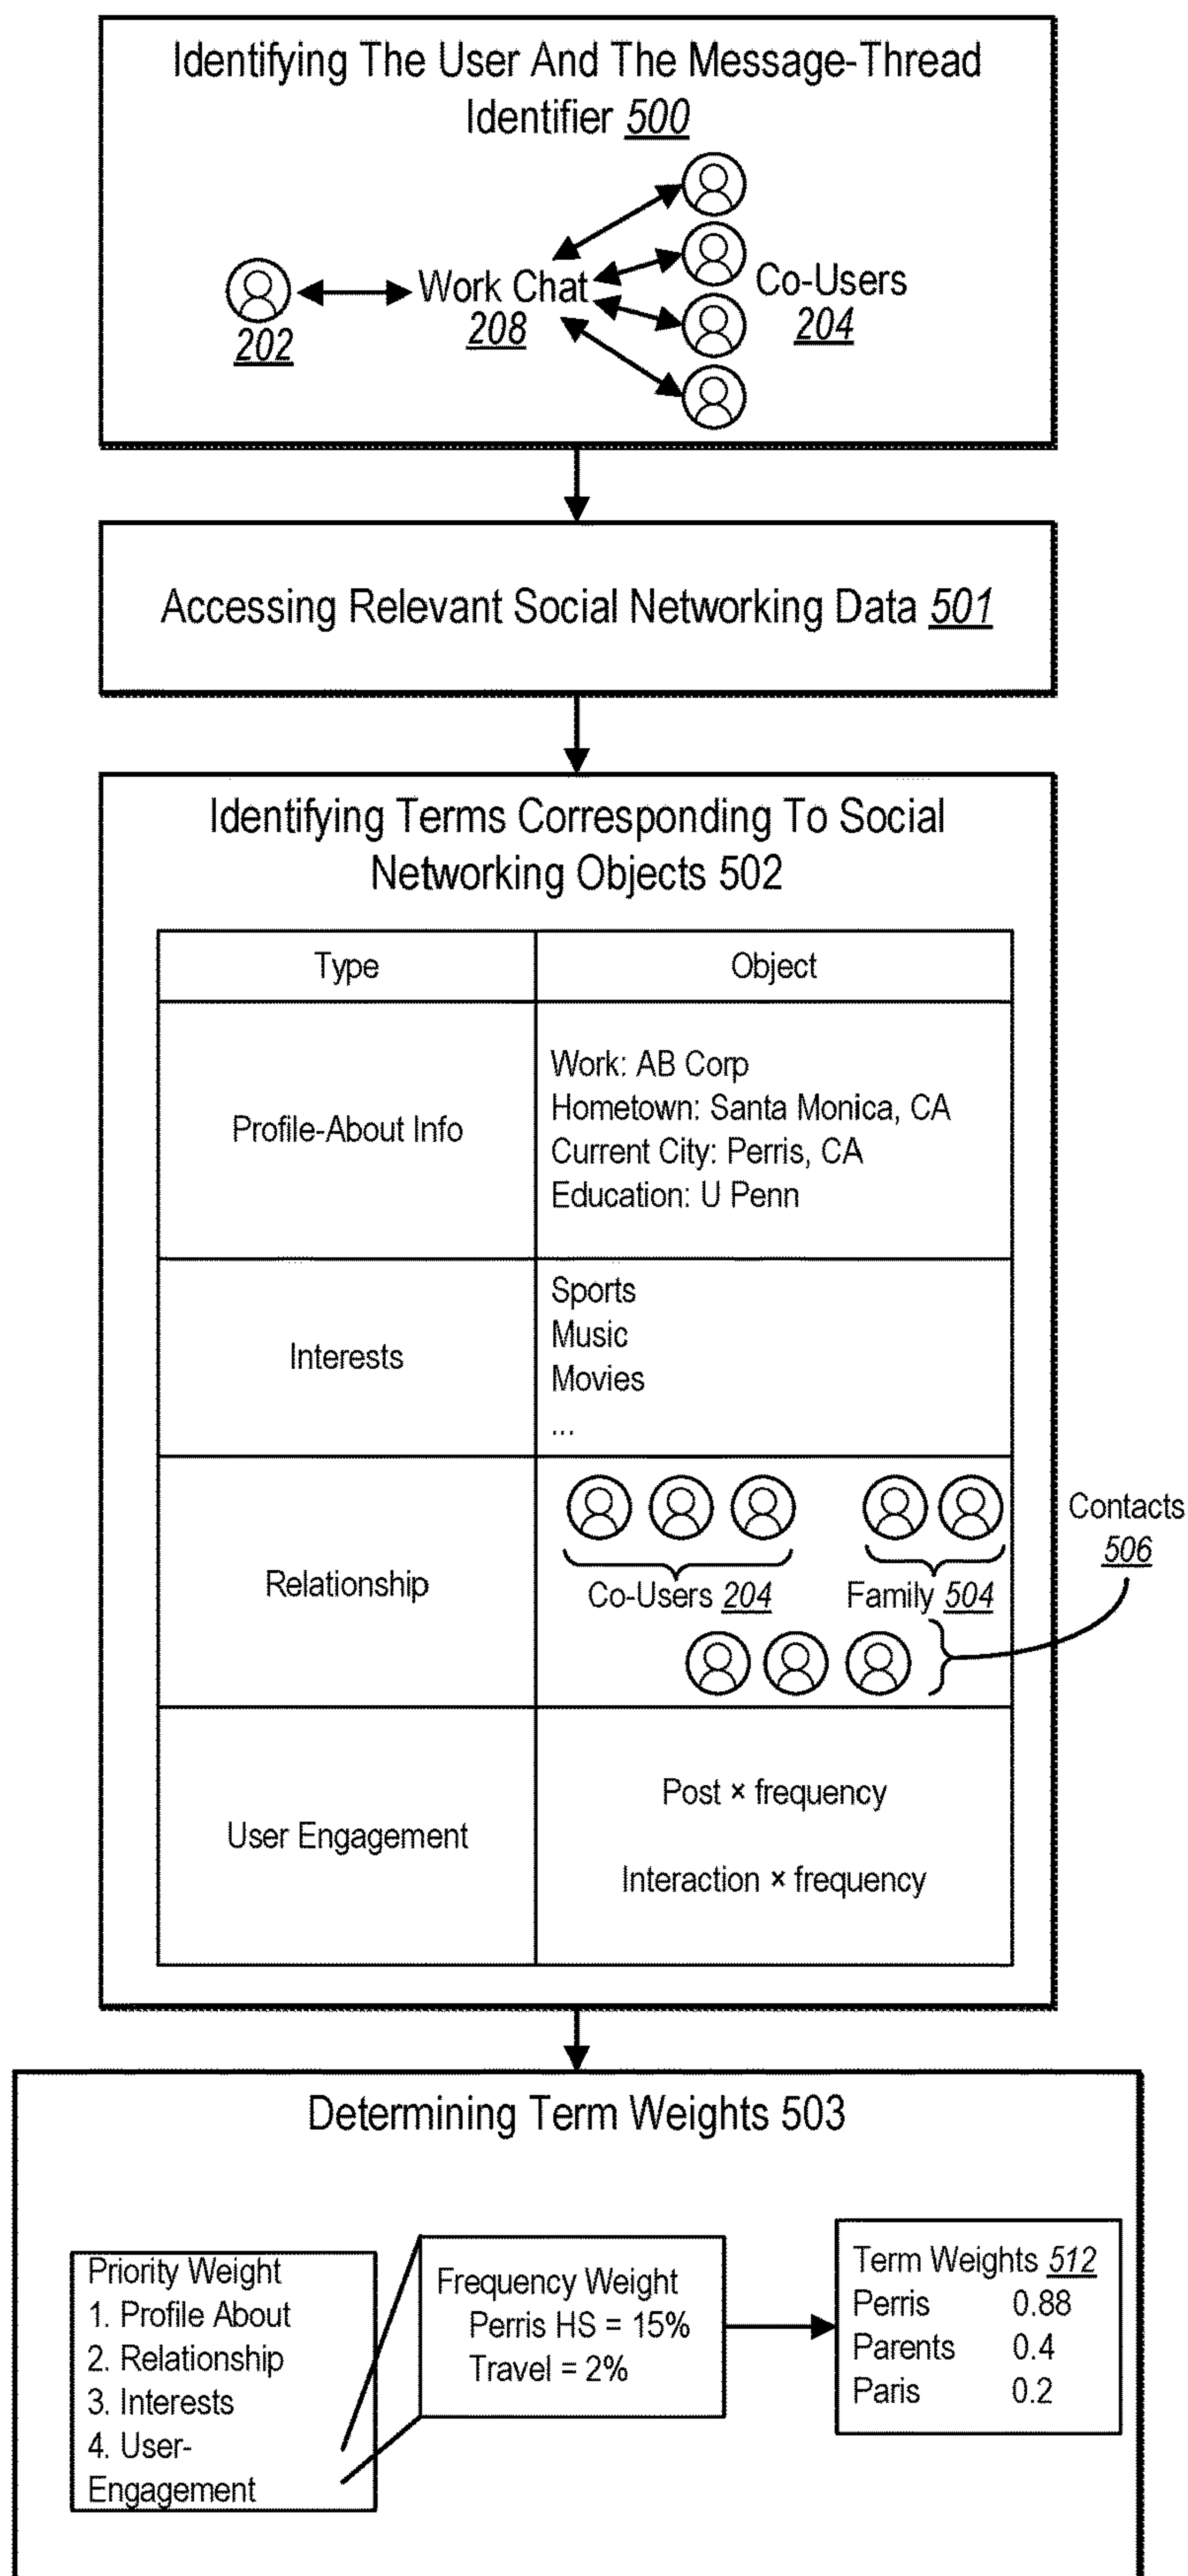 Identifying The User And The Message-Thread
Identifier 500
202
Work Chat
208
Co-Users
204
Accessing Relevant Social Networking Data 501
Identifying Terms Corresponding To Social
Networking Objects 502
Type
Object
Profile-About Info
Work: AB Corp
Hometown: Santa Monica, CA
Current City: Perris, CA
Education: U Penn
Interests
Sports
Music
Movies
...
Relationship
Co-Users 204
Family 504
Contacts
506
User Engagement
Post × frequency
Interaction × frequency
Determining Term Weights 503
Priority Weight
1. Profile About
2. Relationship
3. Interests
4. User-
Engagement
Frequency Weight
Perris HS = 15%
Travel = 2%
Term Weights 512
Perris 0.88
Parents 0.4
Paris 0.2